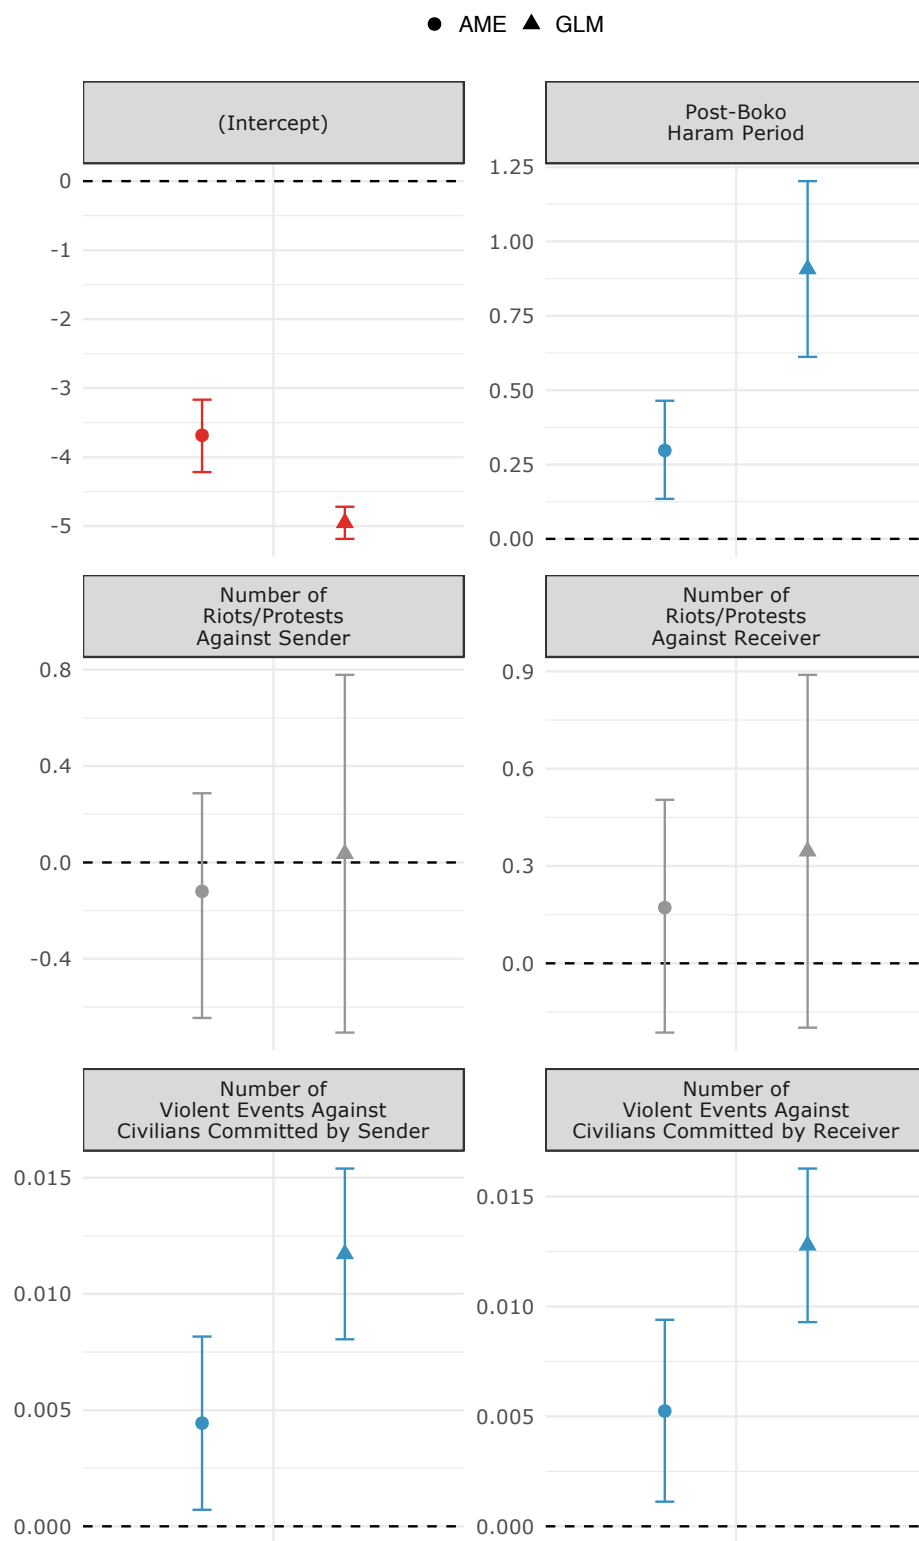 AME GLM
(Intercept)
0
-1
-2
-3
-4
-5
Post-Boko
Haram Period
1.25
1.00
0.75
0.50
0.25
0.00
Number of
Riots/Protests
Against Sender
0.8
0.4
0.0
-0.4
Number of
Riots/Protests
Against Receiver
0.9
0.6
0.3
0.0
Number of
Violent Events Against
Civilians Committed by Sender
0.015
0.010
0.005
0.000
Number of
Violent Events Against
Civilians Committed by Receiver
0.015
0.010
0.005
0.000